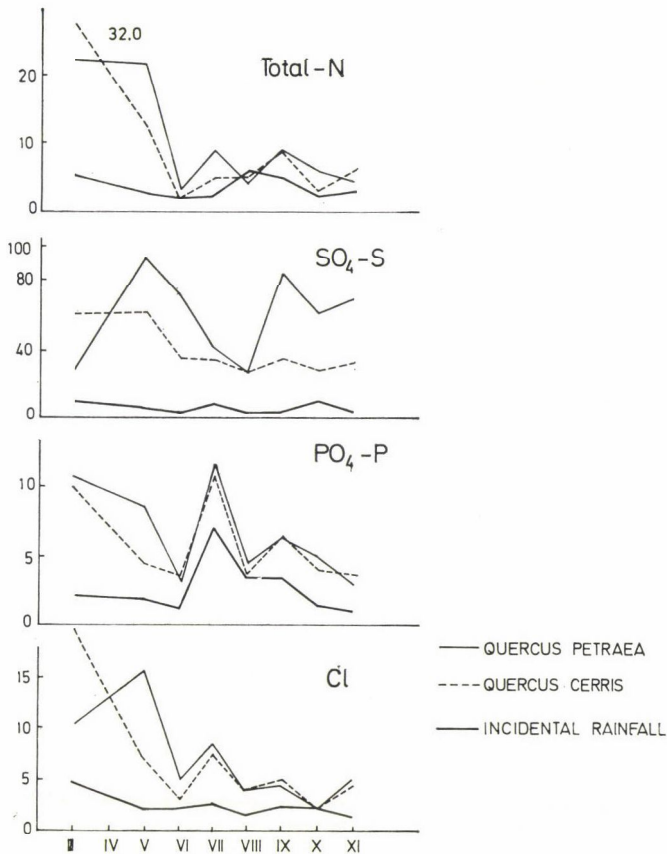 32.0
Total-N
20
10
0
100
SO₄-S
80
40
0
PO₄-P
10
5
0
Cl
15
10
5
0
IV V VI VII VIII IX X XI
QUERCUS PETRAEA
QUERCUS CERRIS
INCIDENTAL RAINFALL